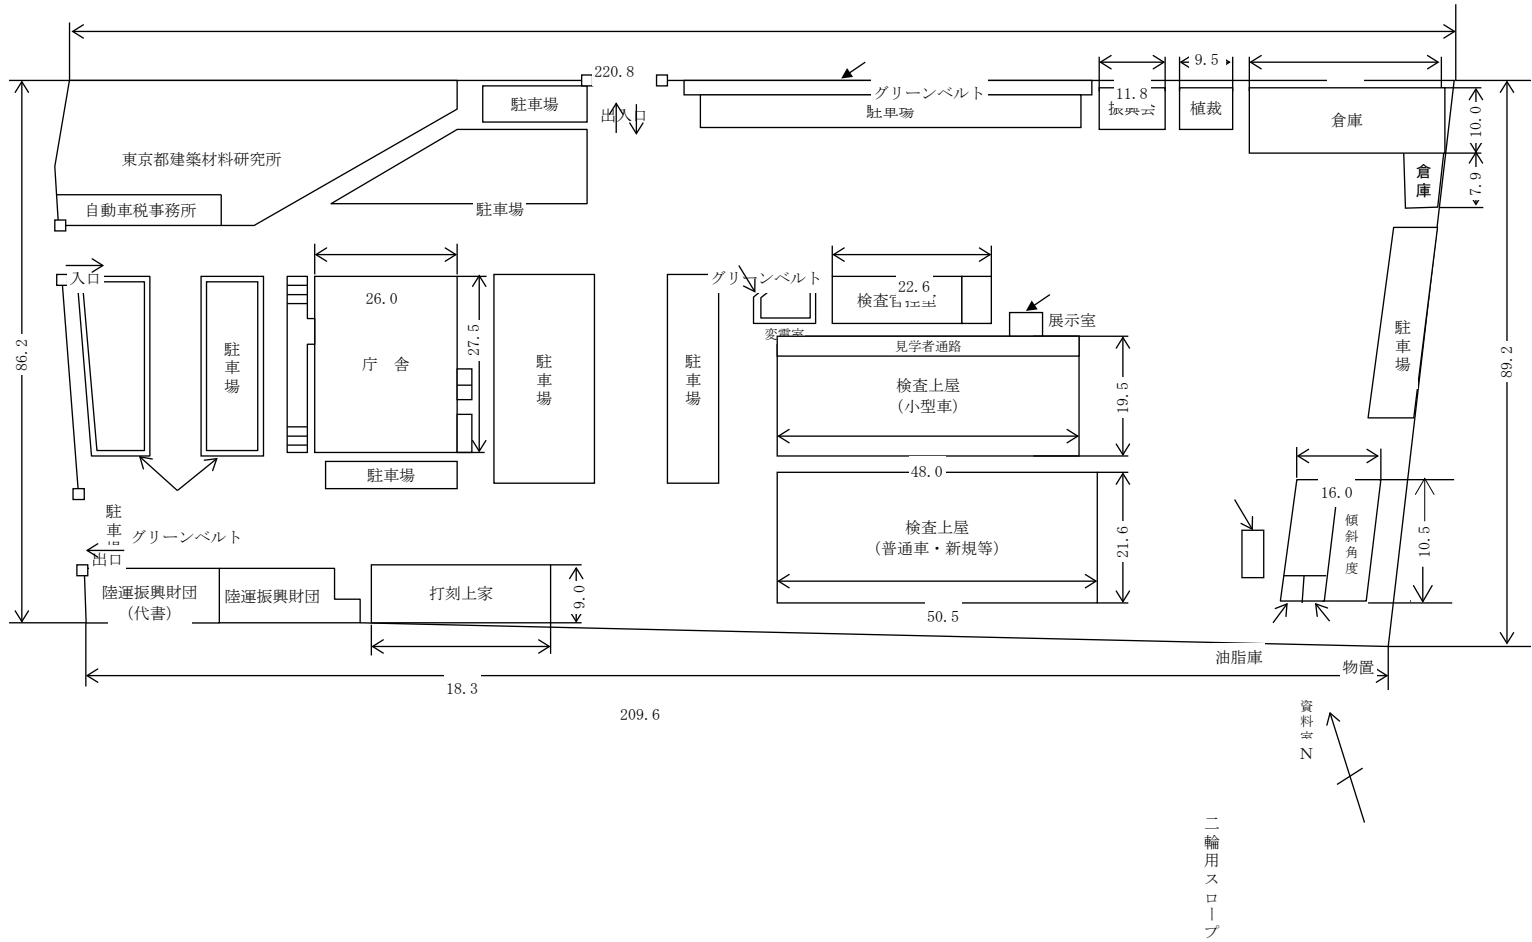 220.8
グリーンベルト
駐車場
11.8
振興会
9.5
植裁
倉庫
10.0
倉庫
7.9
駐車場
出入口
東京都建築材料研究所
自動車税事務所
駐車場
入口
86.2
駐車場
26.0
27.5
庁 舎
駐車場
駐車場
駐車場
グリーンベルト
変電室
22.6
検査官控室
展示室
見学者通路
検査上屋
(小型車)
19.5
48.0
検査上屋
(普通車・新規等)
21.6
50.5
駐車場
89.2
16.0
傾斜角度
10.5
駐車場
グリーンベルト
出口
陸運振興財団
(代書)
陸運振興財団
打刻上家
9.0
18.3
209.6
油脂庫
物置
資料室
N
二輪用スロープ